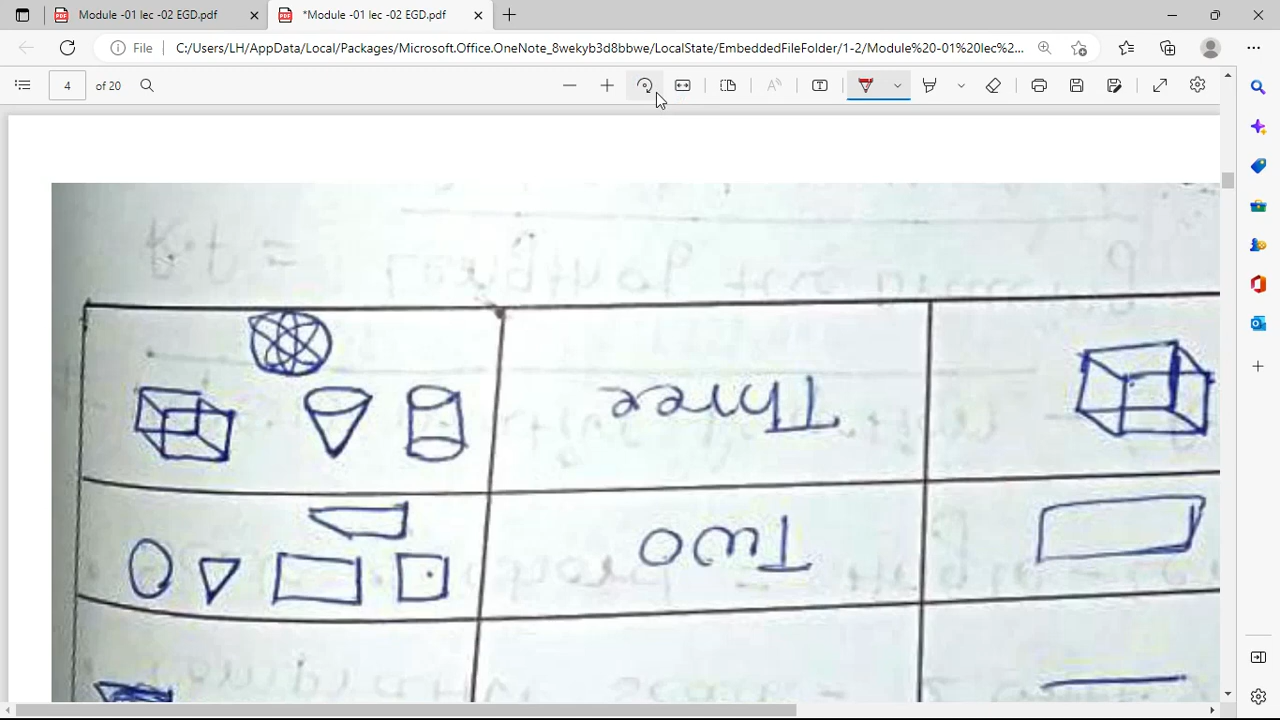 Module -01 lec -02 EGD.pdf
*Module -01 lec -02 EGD.pdf
File
C:/Users/LH/AppData/Local/Packages/Microsoft.Office.OneNote_8wekyb3d8bbwe/LocalState/EmbeddedFileFolder/1-2/Module%20-01%20lec%2...
4 of 20
Three
Two